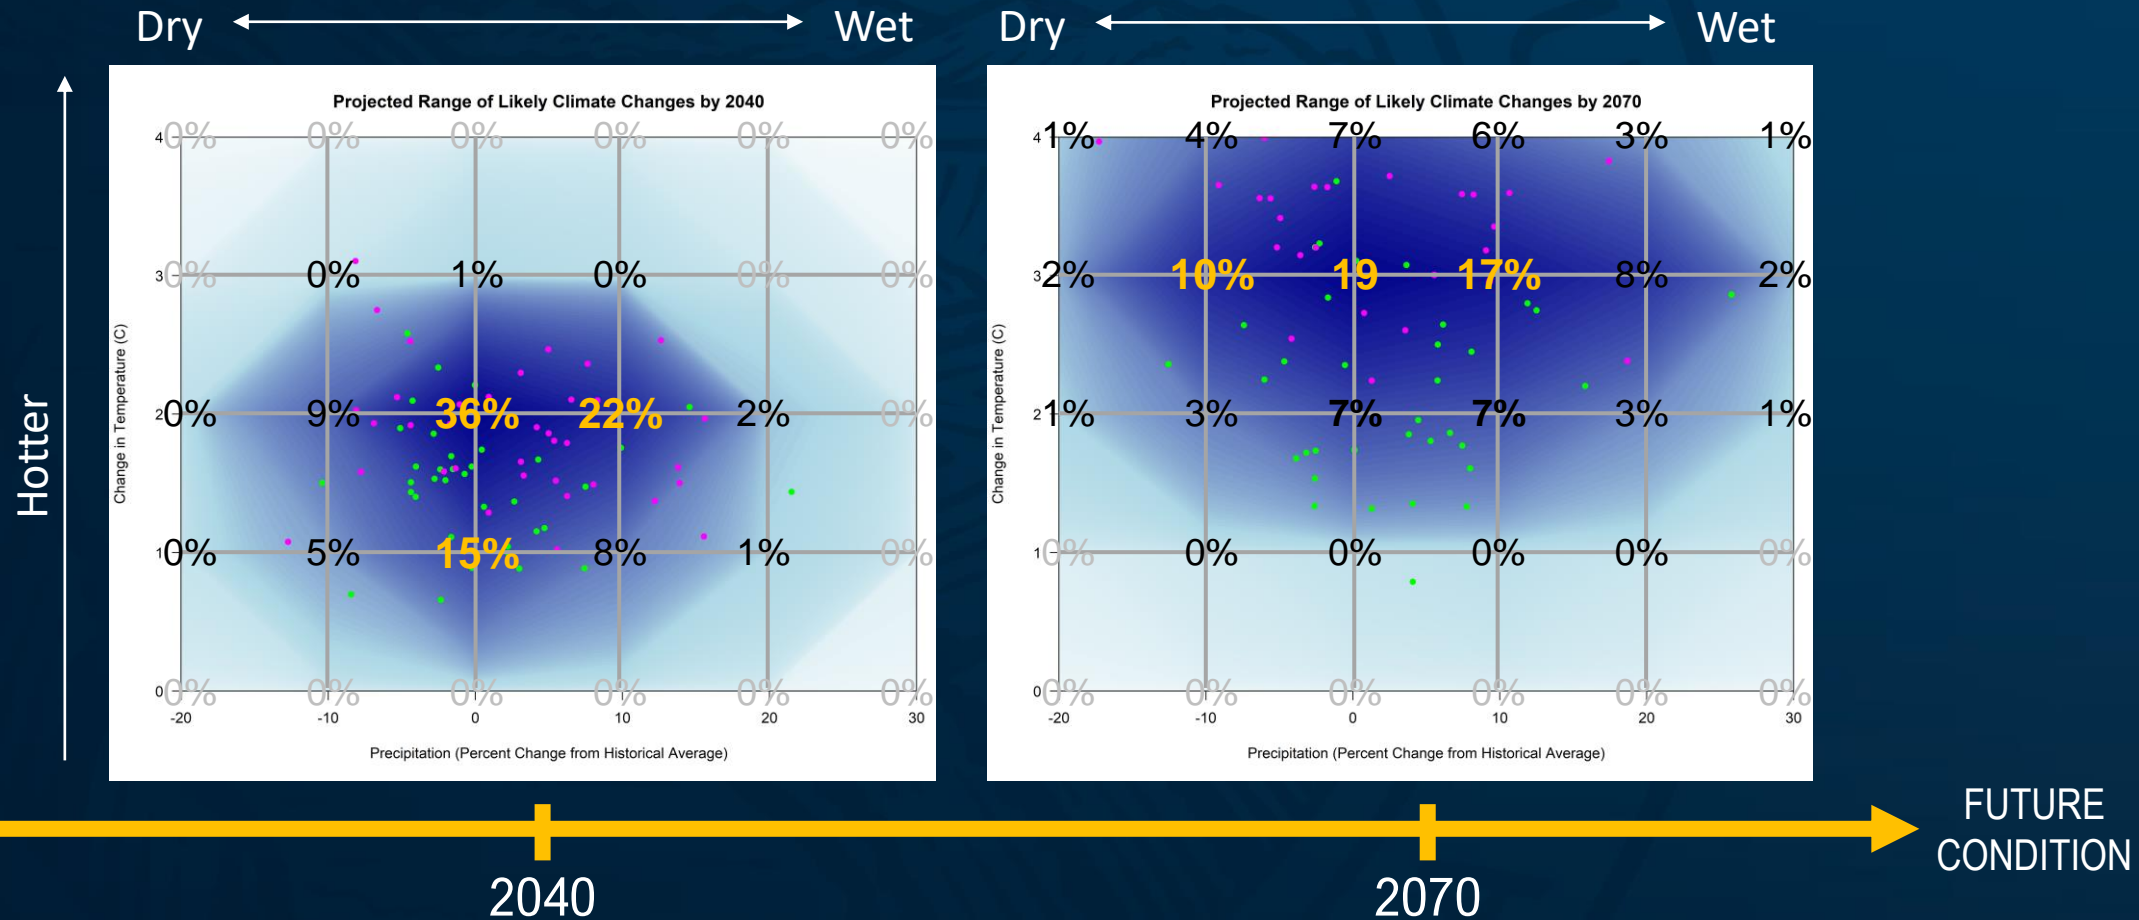 Dry Wet Dry Wet
Hotter
Projected Range of Likely Climate Changes by 2040
4 0% 0% 0% 0% 0% 0%
3 0% 0% 1% 0% 0% 0%
2 0% 9% 36% 22% 2% 0%
1 0% 5% 15% 8% 1% 0%
0 0% 0% 0% 0% 0% 0%
-20 -10 0 10 20 30
Change in Temperature (C)
Precipitation (Percent Change from Historical Average)
Projected Range of Likely Climate Changes by 2070
4 1% 4% 7% 6% 3% 1%
3 2% 10% 19 17% 8% 2%
2 1% 3% 7% 7% 3% 1%
1 0% 0% 0% 0% 0% 0%
0 0% 0% 0% 0% 0% 0%
-20 -10 0 10 20 30
Change in Temperature (C)
Precipitation (Percent Change from Historical Average)
FUTURE
CONDITION
2040 2070